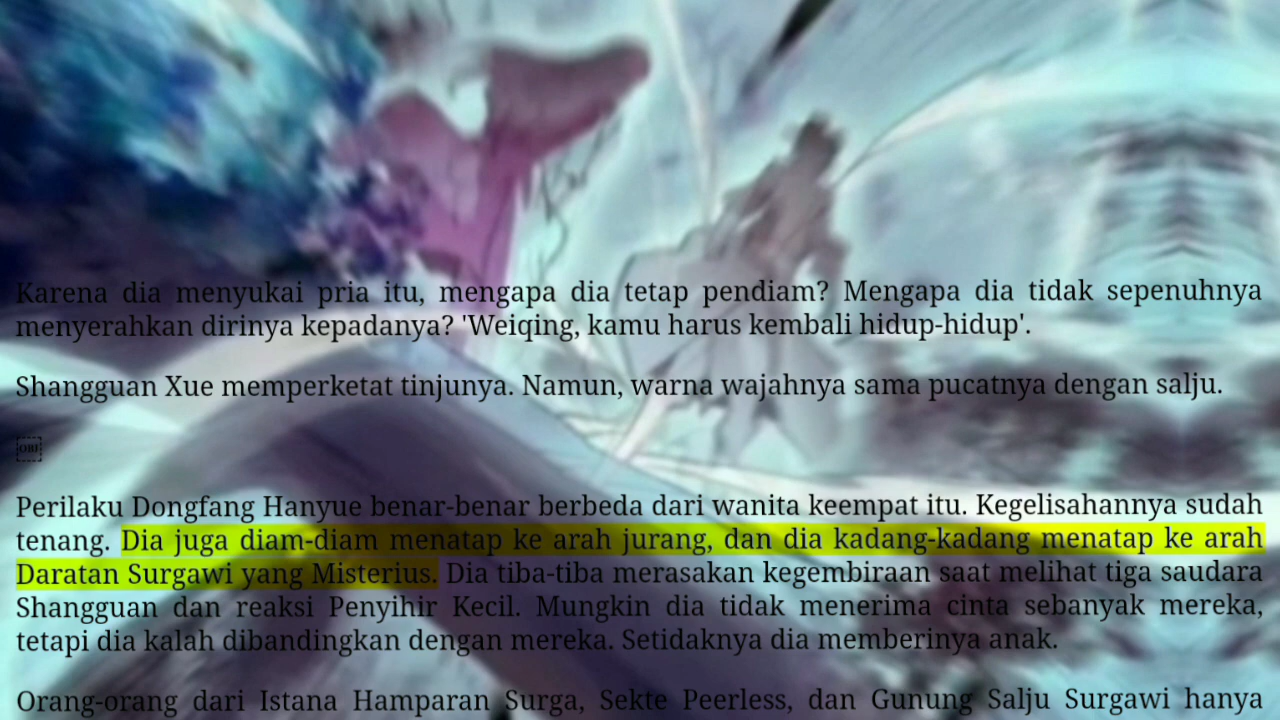 Karena dia menyukai pria itu, mengapa dia tetap pendiam? Mengapa dia tidak sepenuhnya
menyerahkan dirinya kepadanya? 'Weiqing, kamu harus kembali hidup-hidup'.
Shangguan Xue memperketat tinjunya. Namun, warna wajahnya sama pucatnya dengan salju.
OBJ
Perilaku Dongfang Hanyue benar-benar berbeda dari wanita keempat itu. Kegelisahannya sudah
tenang. Dia juga diam-diam menatap ke arah jurang, dan dia kadang-kadang menatap ke arah
Daratan Surgawi yang Misterius. Dia tiba-tiba merasakan kegembiraan saat melihat tiga saudara
Shangguan dan reaksi Penyihir Kecil. Mungkin dia tidak menerima cinta sebanyak mereka,
tetapi dia kalah dibandingkan dengan mereka. Setidaknya dia memberinya anak.
Orang-orang dari Istana Hamparan Surga, Sekte Peerless, dan Gunung Salju Surgawi hanya